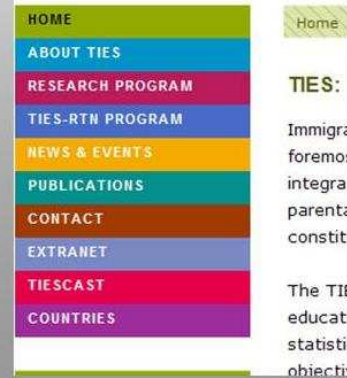 HOME
ABOUT TIES
RESEARCH PROGRAM
TIES-RTN PROGRAM
NEWS & EVENTS
PUBLICATIONS
CONTACT
EXTRANET
TIESCAST
COUNTRIES
Home
TIES:
Immigra
foremos
integra
parenta
constit
The TIE
educat
statisti
objectiv